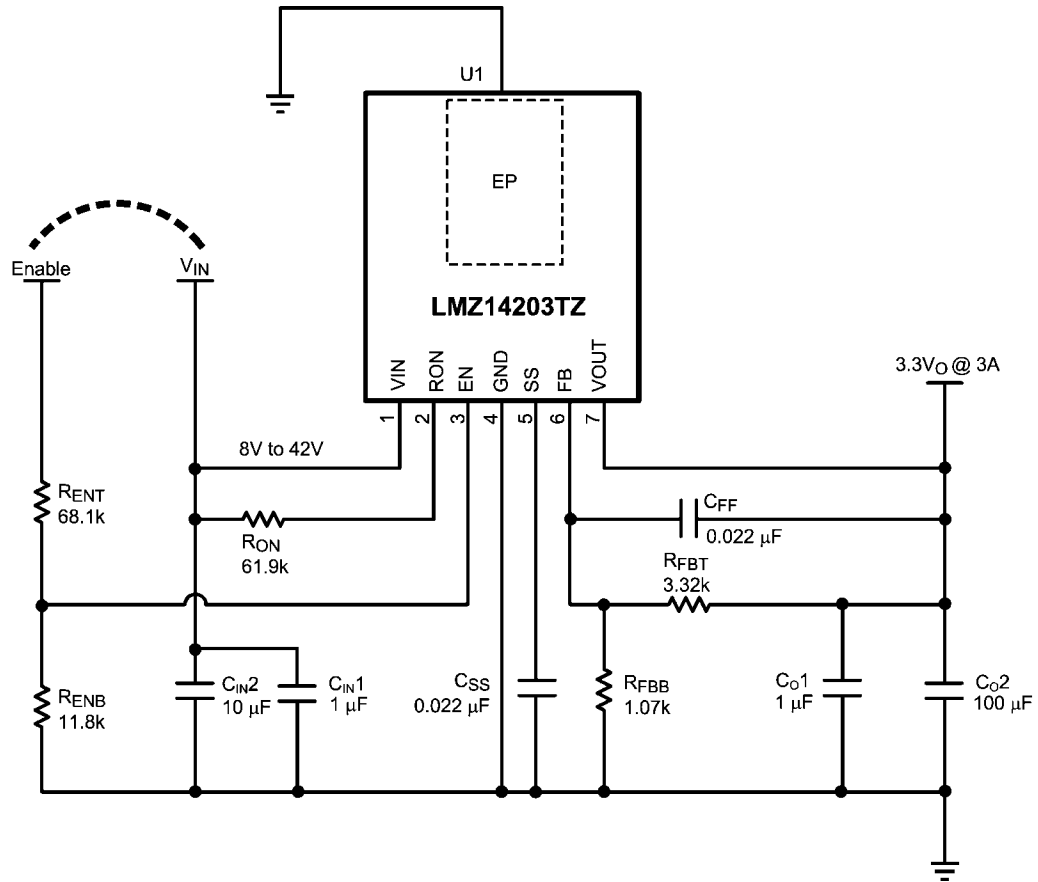 U1
EP
Enable
VIN
LMZ14203TZ
VIN
RON
EN
GND
SS
FB
VOUT
1
2
3
4
5
6
7
3.3VO @ 3A
8V to 42V
RENT
68.1k
RON
61.9k
CFF
0.022 µF
RFBT
3.32k
RENB
11.8k
CIN2
10 µF
CIN1
1 µF
CSS
0.022 µF
RFBB
1.07k
CO1
1 µF
CO2
100 µF